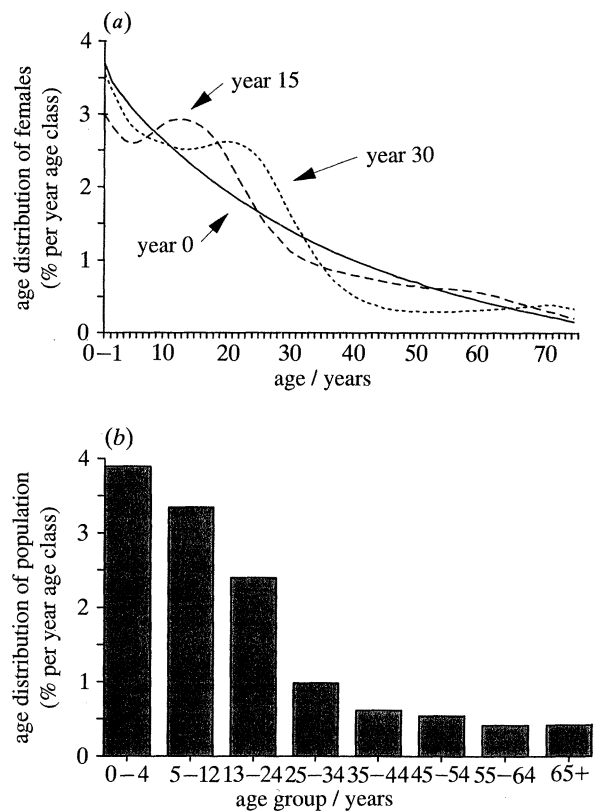 (a)
age distribution of females
(% per year age class)
4
3
2
1
0
year 15
year 30
year 0
0–1 10 20 30 40 50 60 70
age / years
(b)
age distribution of population
(% per year age class)
4
3
2
1
0
0–4 5–12 13–24 25–34 35–44 45–54 55–64 65+
age group / years